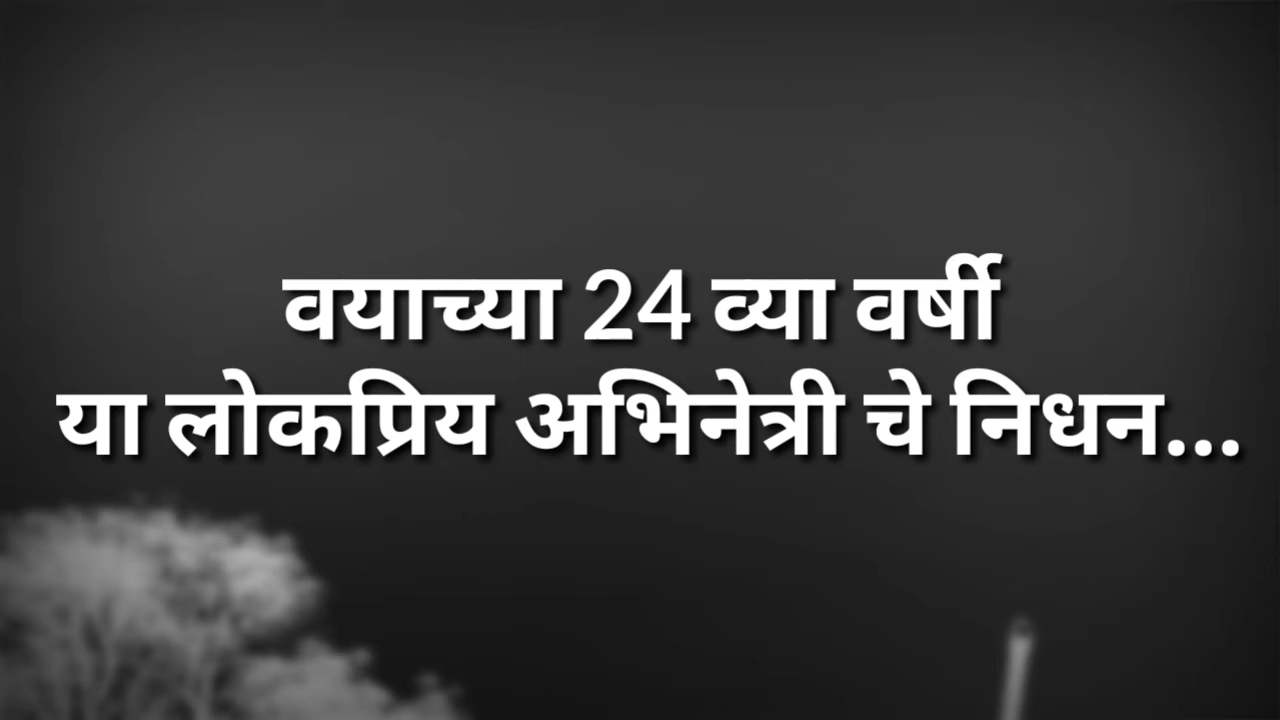 वयाच्या 24 व्या वर्षी
या लोकप्रिय अभिनेत्री चे निधन...